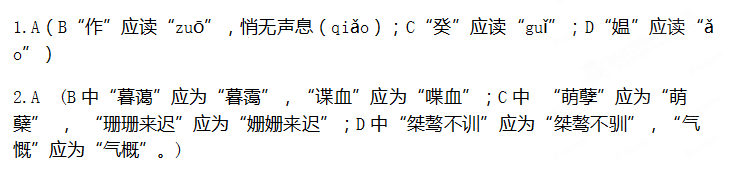 1.A(B“作”应读“zuō”,悄无声息(qiǎo);C“癸”应读“guǐ”;D“媪”应读“ǎ
o”)
2.A (B中“暮蔼”应为“暮霭”,“谍血”应为“喋血”;C中 “萌孽”应为“萌
蘖” , “珊珊来迟”应为“姗姗来迟”;D中“桀骜不训”应为“桀骜不驯”,“气
慨”应为“气概”。)